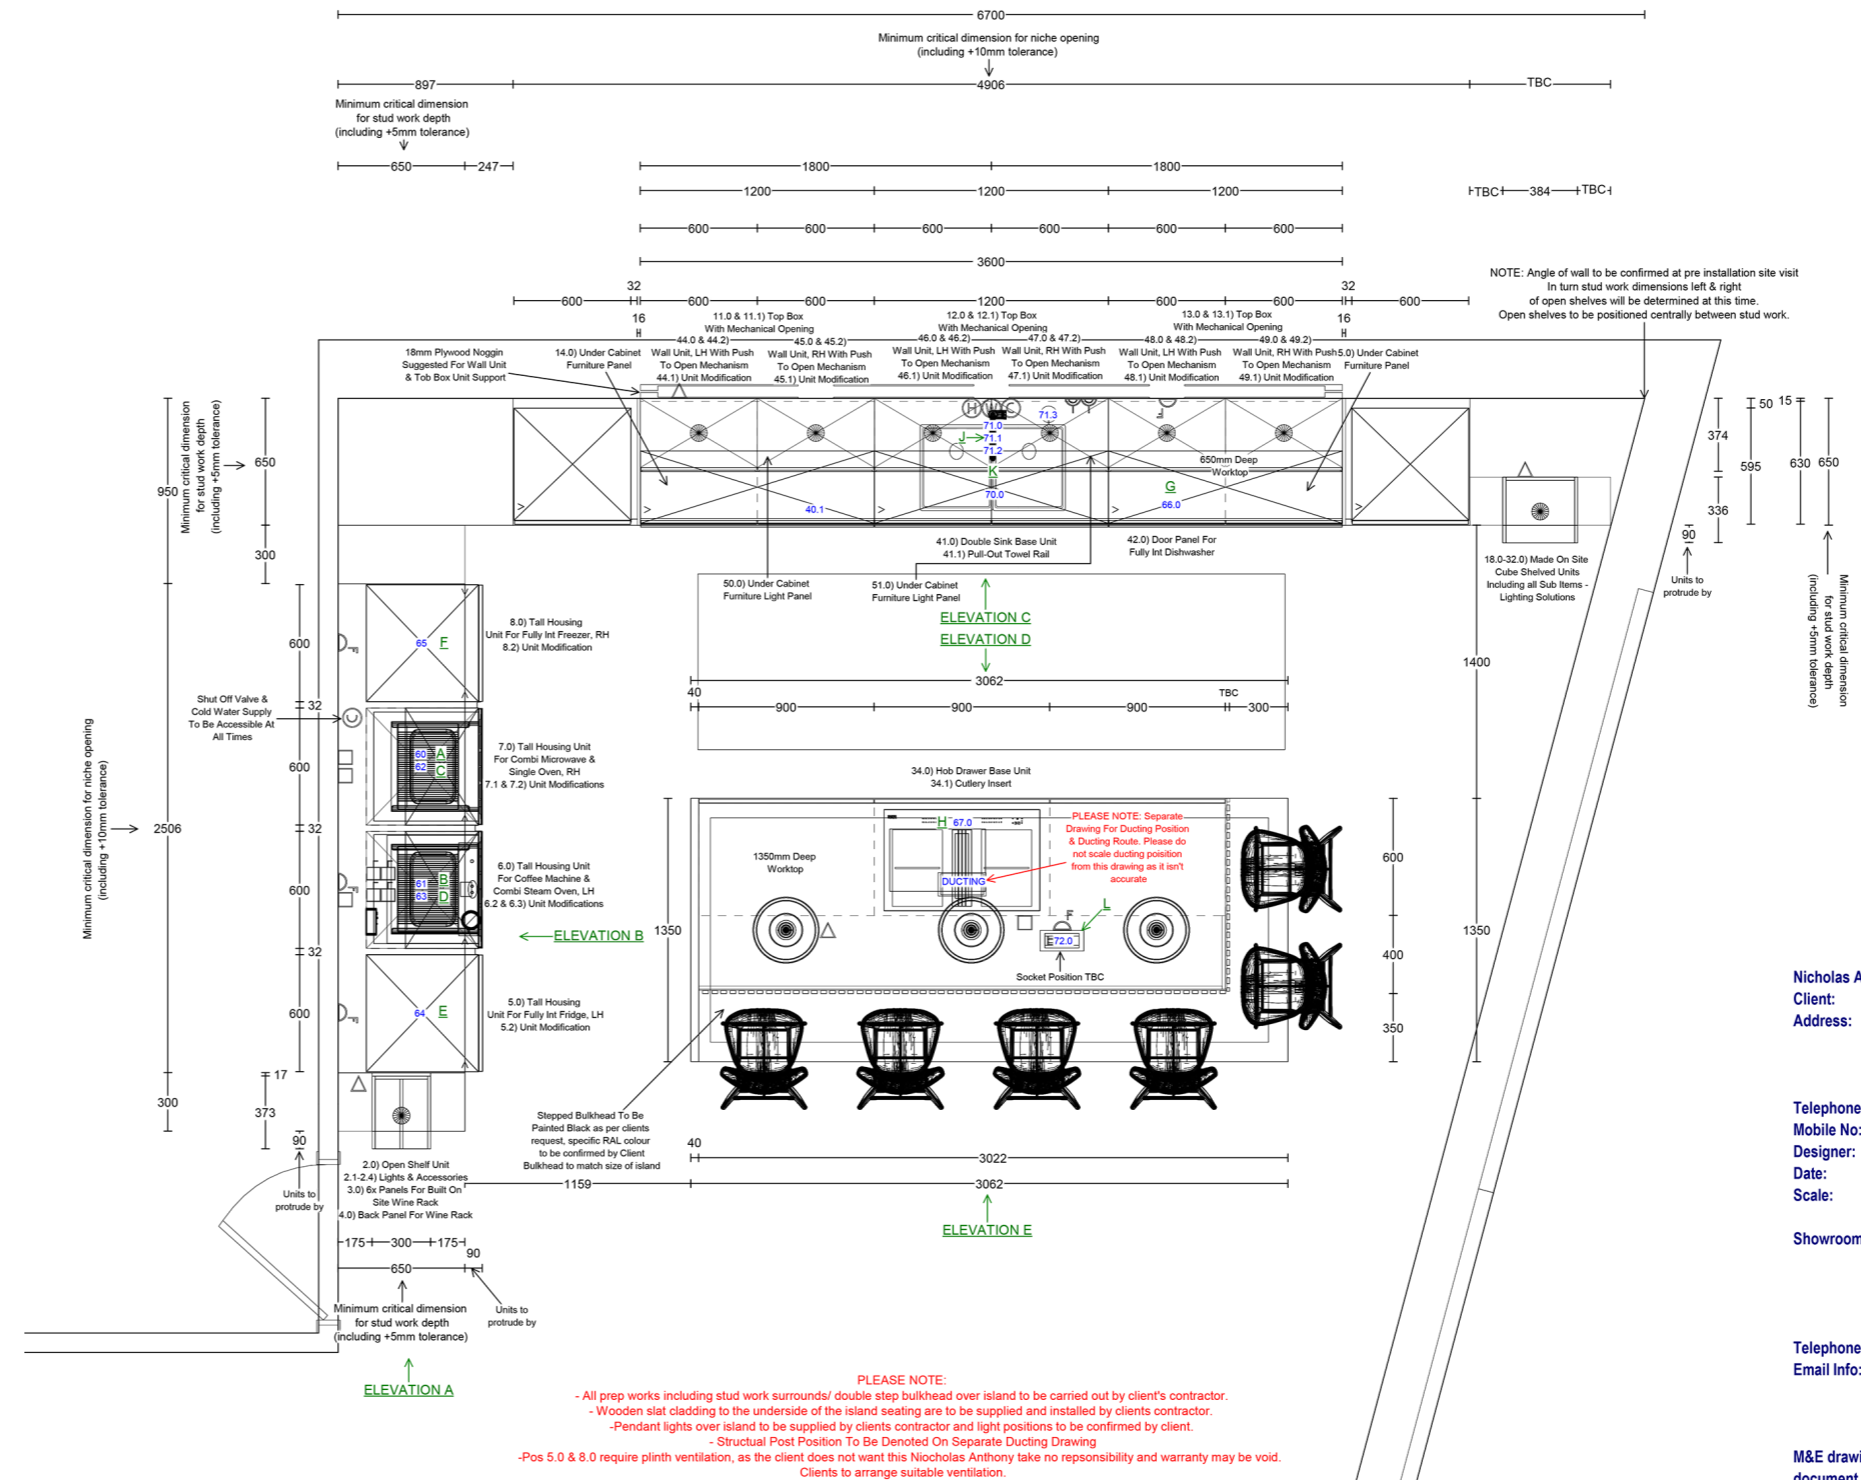 6700
Minimum critical dimension for niche opening
(including +10mm tolerance)
897
4906
TBC
Minimum critical dimension
for stud work depth
(including +5mm tolerance)
650
247
1800
1800
1200
1200
1200
TBC
384
TBC
600
600
600
600
600
600
3600
NOTE: Angle of wall to be confirmed at pre installation site visit
In turn stud work dimensions left & right
of open shelves will be determined at this time.
Open shelves to be positioned centrally between stud work.
32
32
600
600
600
1200
600
600
600
16
16
11.0 & 11.1) Top Box
With Mechanical Opening
12.0 & 12.1) Top Box
With Mechanical Opening
13.0 & 13.1) Top Box
With Mechanical Opening
18mm Plywood Noggin
Suggested For Wall Unit
& Tob Box Unit Support
14.0) Under Cabinet
Furniture Panel
44.0 & 44.2)
Wall Unit, LH With Push
To Open Mechanism
44.1) Unit Modification
45.0 & 45.2)
Wall Unit, RH With Push
To Open Mechanism
45.1) Unit Modification
46.0 & 46.2)
Wall Unit, LH With Push
To Open Mechanism
46.1) Unit Modification
47.0 & 47.2)
Wall Unit, RH With Push
To Open Mechanism
47.1) Unit Modification
48.0 & 48.2)
Wall Unit, LH With Push
To Open Mechanism
48.1) Unit Modification
49.0 & 49.2)
Wall Unit, RH With Push
To Open Mechanism
49.1) Unit Modification
5.0) Under Cabinet
Furniture Panel
H W C
71.3
71.0
J
71.1
71.2
K
70.0
40.1
650mm Deep
Worktop
G
66.0
950
Minimum critical dimension
for stud work depth
(including +5mm tolerance)
650
300
374
336
50
15
595
630
650
90
Units to
protrude by
Minimum critical dimension
for stud work depth
(including +5mm tolerance)
18.0-32.0) Made On Site
Cube Shelved Units
Including all Sub Items -
Lighting Solutions
41.0) Double Sink Base Unit
41.1) Pull-Out Towel Rail
42.0) Door Panel For
Fully Int Dishwasher
50.0) Under Cabinet
Furniture Light Panel
51.0) Under Cabinet
Furniture Light Panel
ELEVATION C
ELEVATION D
3062
40
TBC
900
900
900
300
1400
600
65
F
8.0) Tall Housing
Unit For Fully Int Freezer, RH
8.2) Unit Modification
Shut Off Valve &
Cold Water Supply
To Be Accessible At
All Times
C
32
600
60
A
62
C
7.0) Tall Housing Unit
For Combi Microwave &
Single Oven, RH
7.1 & 7.2) Unit Modifications
Minimum critical dimension for niche opening
(including +10mm tolerance)
2506
32
600
61
B
63
D
6.0) Tall Housing Unit
For Coffee Machine &
Combi Steam Oven, LH
6.2 & 6.3) Unit Modifications
ELEVATION B
32
600
64
E
5.0) Tall Housing
Unit For Fully Int Fridge, LH
5.2) Unit Modification
34.0) Hob Drawer Base Unit
34.1) Cutlery Insert
H
67.0
PLEASE NOTE: Separate
Drawing For Ducting Position
& Ducting Route. Please do
not scale ducting poisition
from this drawing as it isn't
accurate
DUCTING
1350mm Deep
Worktop
L
72.0
Socket Position TBC
1350
600
400
350
1350
300
17
373
90
Units to
protrude by
2.0) Open Shelf Unit
2.1-2.4) Lights & Accessories
3.0) 6x Panels For Built On
Site Wine Rack
4.0) Back Panel For Wine Rack
Stepped Bulkhead To Be
Painted Black as per clients
request, specific RAL colour
to be confirmed by Client
Bulkhead to match size of island
40
3022
1159
3062
ELEVATION E
175
300
175
650
90
Units to
protrude by
Minimum critical dimension
for stud work depth
(including +5mm tolerance)
ELEVATION A
Nicholas A
Client:
Address:
Telephone
Mobile No:
Designer:
Date:
Scale:
Showroom
Telephone
Email Info:
M&E drawi
document
PLEASE NOTE:
- All prep works including stud work surrounds/ double step bulkhead over island to be carried out by client's contractor.
- Wooden slat cladding to the underside of the island seating are to be supplied and installed by clients contractor.
-Pendant lights over island to be supplied by clients contractor and light positions to be confirmed by client.
- Structual Post Position To Be Denoted On Separate Ducting Drawing
-Pos 5.0 & 8.0 require plinth ventilation, as the client does not want this Niocholas Anthony take no repsonsibility and warranty may be void.
Clients to arrange suitable ventilation.